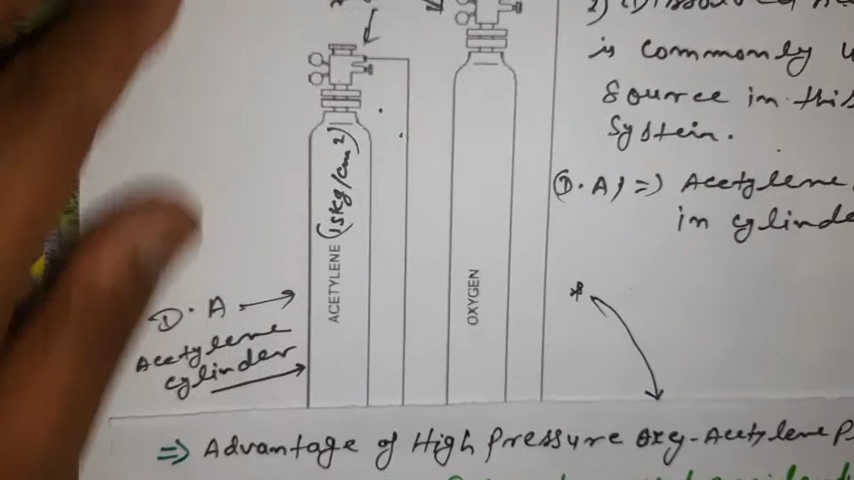 is commonly
Source in this
System.
(D.A) => Acetylene
in cylinde
ACETYLENE (15kg/cm2)
OXYGEN
D.A
Acetylene
cylinder
*
=> Advantage of High Pressure Oxy-Acetylene P